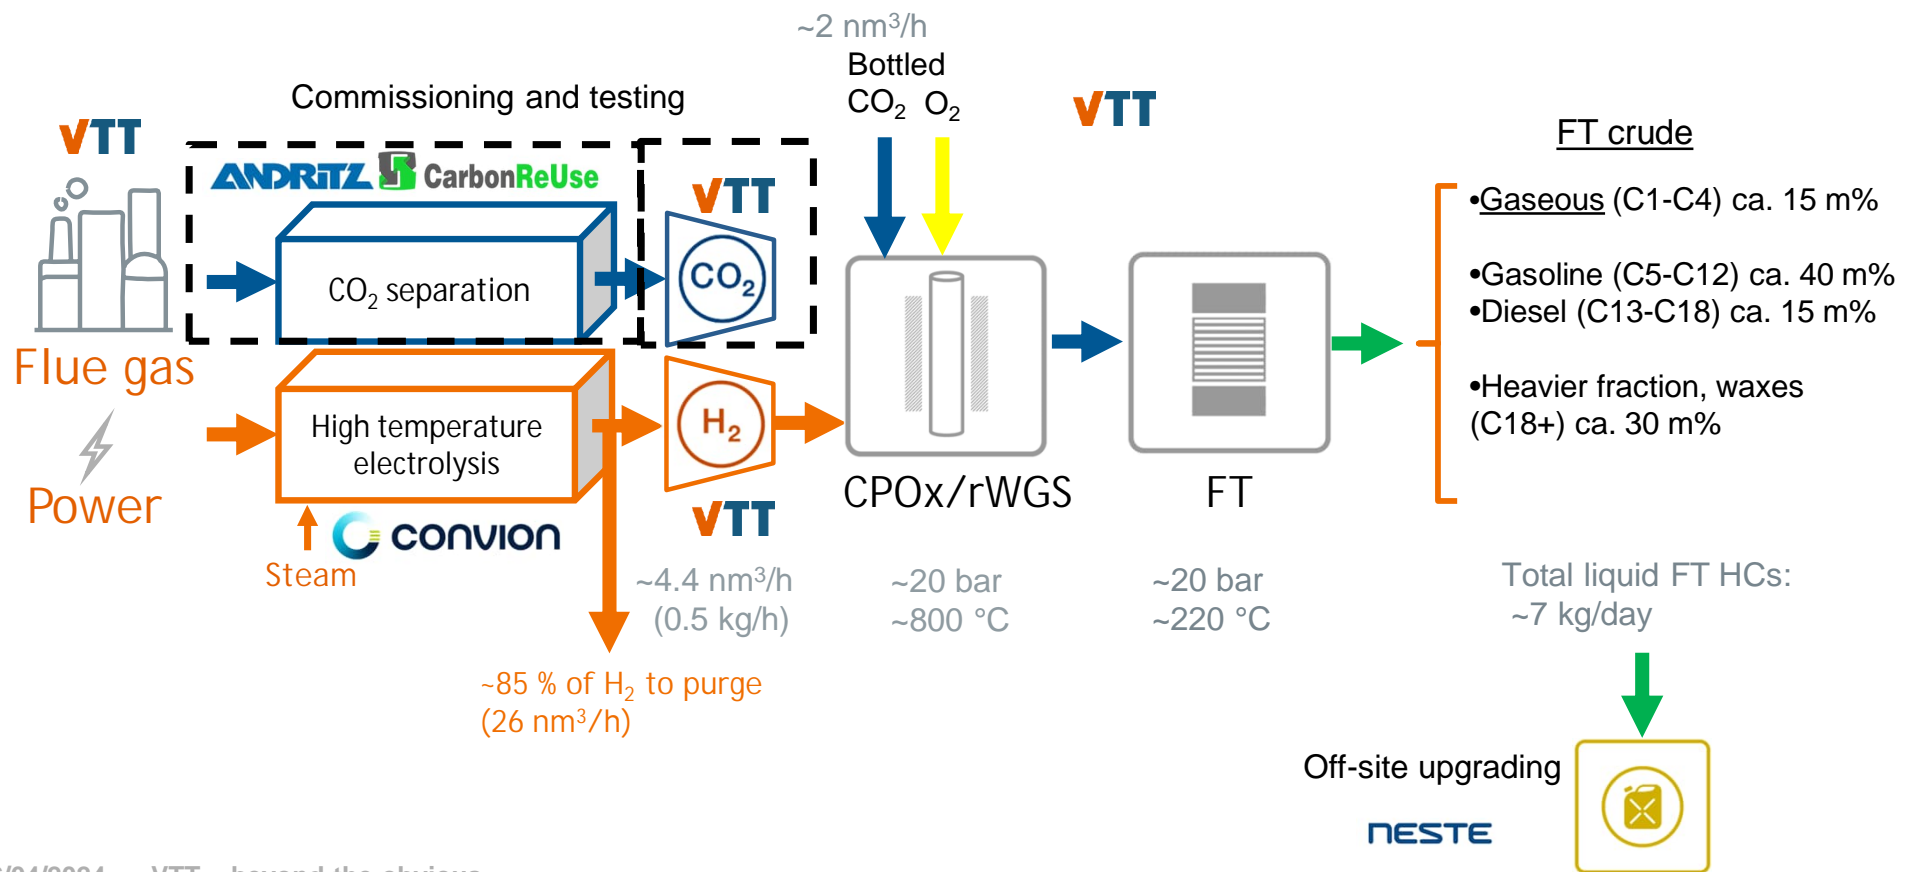 ~2 nm³/h
Bottled
CO₂ O₂
Commissioning and testing
VTT
ANDRITZ CarbonReUse
VTT
VTT
CO₂ separation
CO₂
Flue gas
Power
High temperature
electrolysis
H₂
Steam
CONVION
VTT
CPOx/rWGS
FT
~4.4 nm³/h
(0.5 kg/h)
~20 bar
~800 °C
~20 bar
~220 °C
~85 % of H₂ to purge
(26 nm³/h)
FT crude
•Gaseous (C1-C4) ca. 15 m%
•Gasoline (C5-C12) ca. 40 m%
•Diesel (C13-C18) ca. 15 m%
•Heavier fraction, waxes
(C18+) ca. 30 m%
Total liquid FT HCs:
~7 kg/day
Off-site upgrading
NESTE